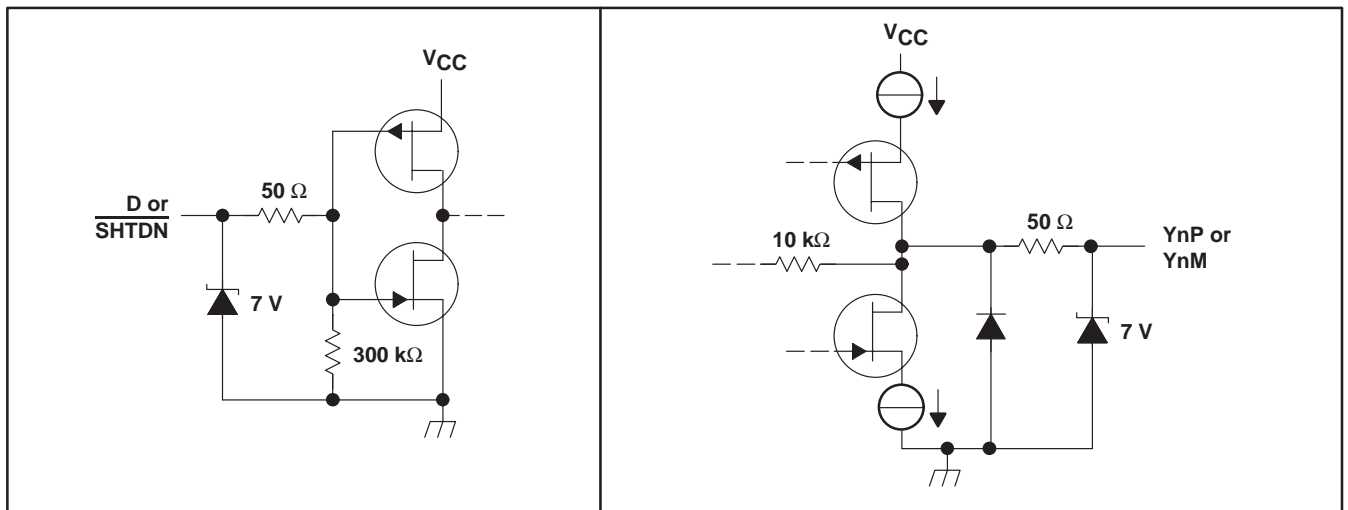 VCC
50 Ω
D or
SHTDN
7 V
300 kΩ
VCC
50 Ω
YnP or
YnM
10 kΩ
7 V